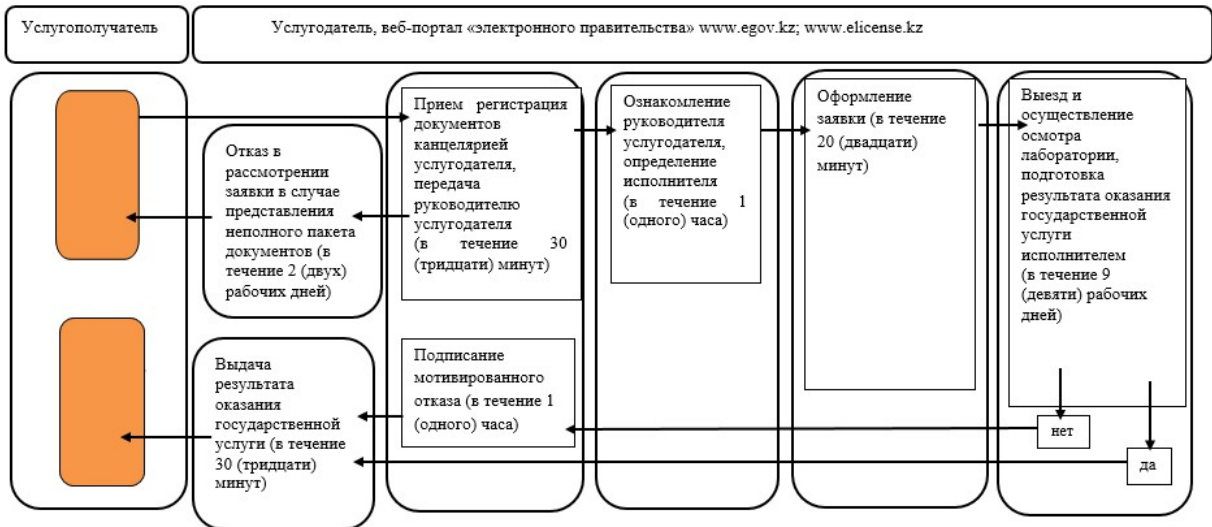 Услугополучатель
Услугодатель, веб-портал «электронного правительства» www.egov.kz; www.elicense.kz
Отказ в
рассмотрении
заявки в случае
представления
неполного пакета
документов (в
течение 2 (двух)
рабочих дней)
Прием регистрация
документов
канцелярией
услугодателя,
передача
руководителю
услугодателя
(в течение 30
(тридцати) минут)
Ознакомление
руководителя
услугодателя,
определение
исполнителя
(в течение 1
(одного) часа)
Оформление
заявки (в течение
20 (двадцати)
минут)
Выезд и
осуществление
осмотра
лаборатории,
подготовка
результата оказания
государственной
услуги
исполнителем
(в течение 9
(девяти) рабочих
дней)
Выдача
результата
оказания
государственной
услуги (в течение
30 (тридцати)
минут)
Подписание
мотивированного
отказа (в течение 1
(одного) часа)
нет
да